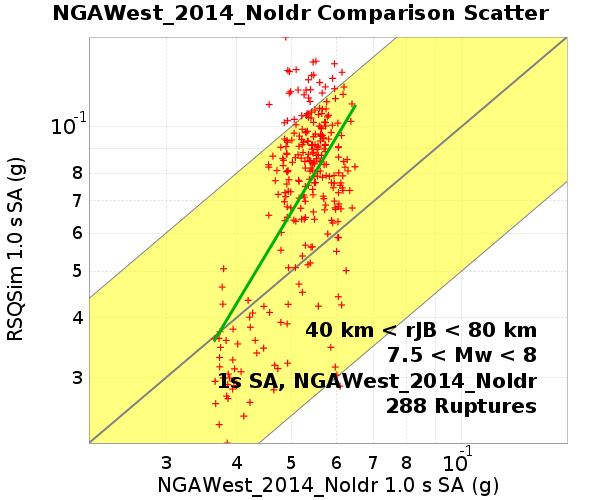 NGAWest_2014_NoIdr Comparison Scatter
RSQSim 1.0 s SA (g)
10-1
8
7
6
5
4
3
40 km < rJB < 80 km
7.5 < Mw < 8
1s SA, NGAWest_2014_NoIdr
288 Ruptures
3 4 5 6 7 8 10-1
NGAWest_2014_NoIdr 1.0 s SA (g)